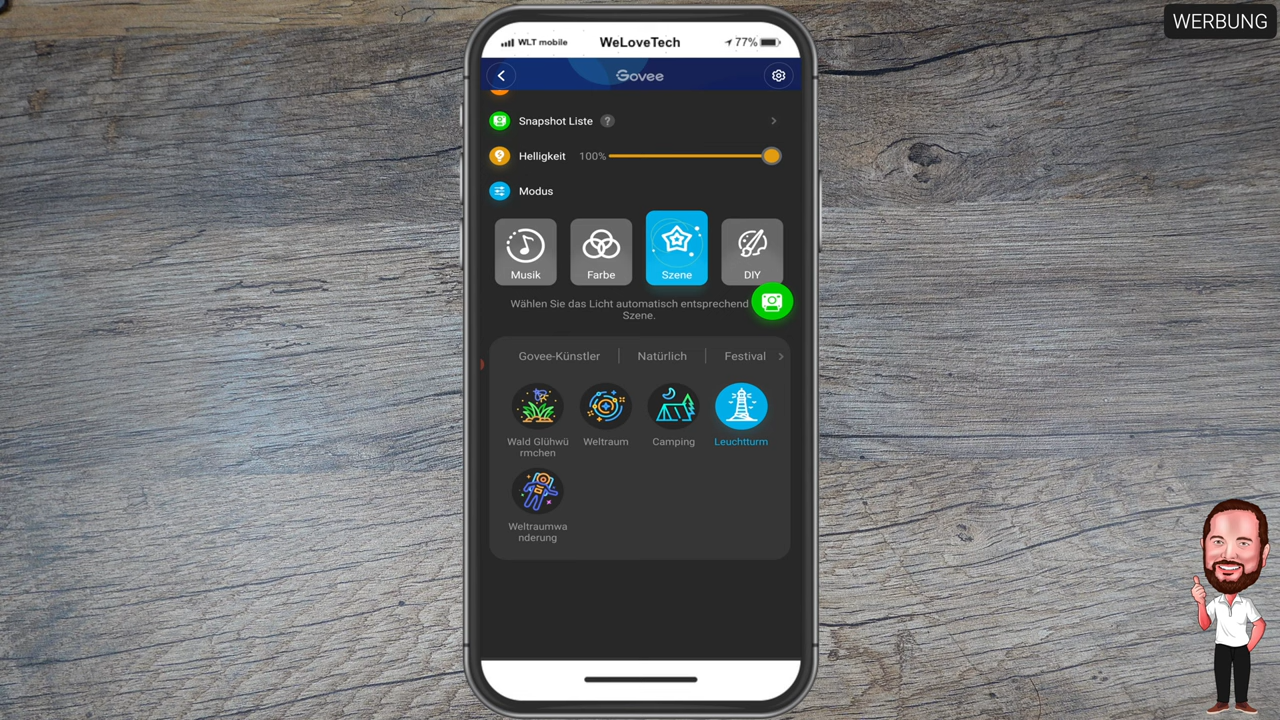 WERBUNG
WLT mobile
WeLoveTech
77%
Govee
Snapshot Liste ?
Helligkeit 100%
Modus
Musik
Farbe
Szene
DIY
Wählen Sie das Licht automatisch entsprechend
Szene.
Govee-Künstler
Natürlich
Festival
Wald Glühwü
rmchen
Weltraum
Camping
Leuchtturm
Weltraumwa
nderung